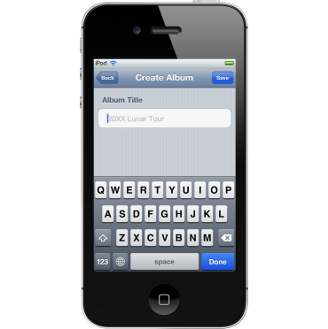 iPod
Back Create Album Save
Album Title
20XX Lunar Tour
Q W E R T Y U I O P
A S D F G H J K L
Z X C V B N M
123 space Done